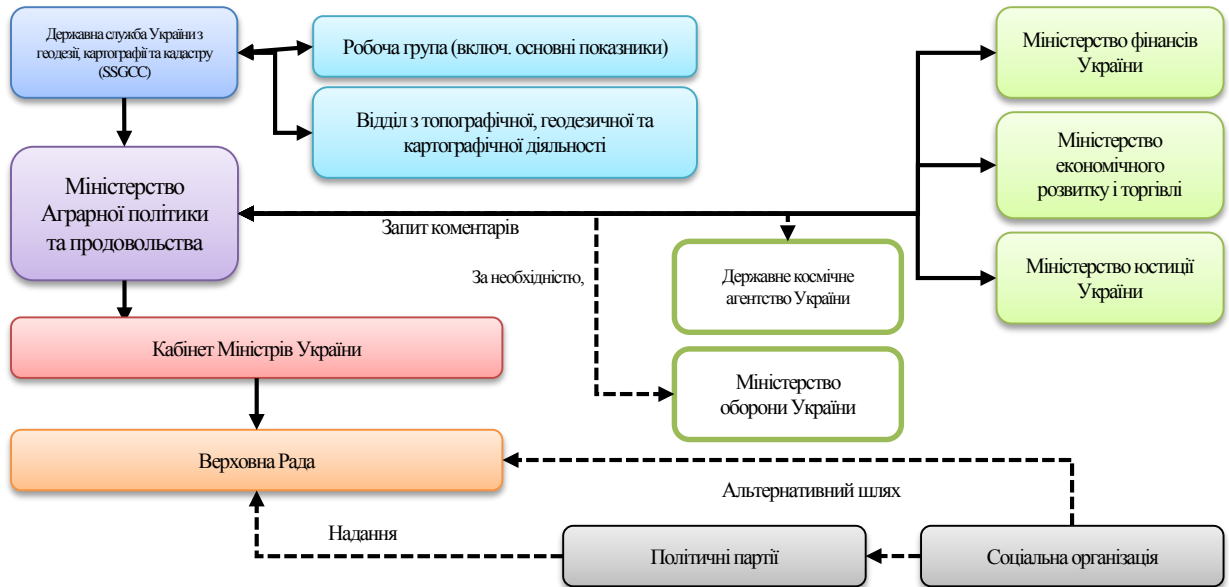 Державна служба України з
геодезії, картографії та кадастру
(SSGCC)
Робоча група (включ. основні показники)
Відділ з топографічної, геодезичної та
картографічної діяльності
Міністерство фінансів
України
Міністерство
економічного
розвитку і торгівлі
Міністерство юстиції
України
Міністерство
Аграрної політики
та продовольства
Запит коментарів
За необхідністю,
Державне космічне
агентство України
Міністерство
оборони України
Кабінет Міністрів України
Верховна Рада
Альтернативний шлях
Надання
Політичні партії
Соціальна організація